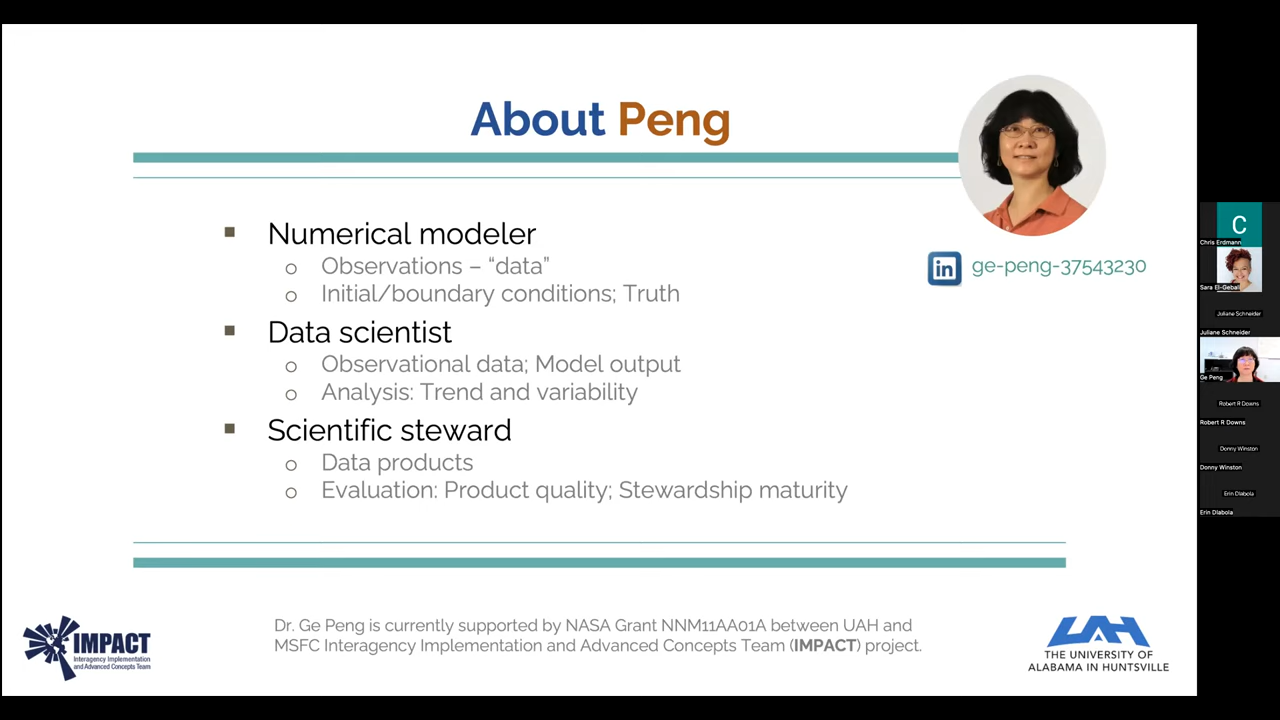 About Peng
in ge-peng-37543230
Numerical modeler
Observations – “data”
Initial/boundary conditions; Truth
Data scientist
Observational data; Model output
Analysis: Trend and variability
Scientific steward
Data products
Evaluation: Product quality; Stewardship maturity
IMPACT
Interagency Implementation
and Advanced Concepts Team
Dr. Ge Peng is currently supported by NASA Grant NNM11AA01A between UAH and
MSFC Interagency Implementation and Advanced Concepts Team (IMPACT) project.
UAH
THE UNIVERSITY OF
ALABAMA IN HUNTSVILLE
C
Chris Erdmann
Sara El-Gebali
Juliane Schneider
Juliane Schneider
Ge Peng
Robert R Downs
Robert R Downs
Donny Winston
Donny Winston
Erin Dlabola
Erin Dlabola